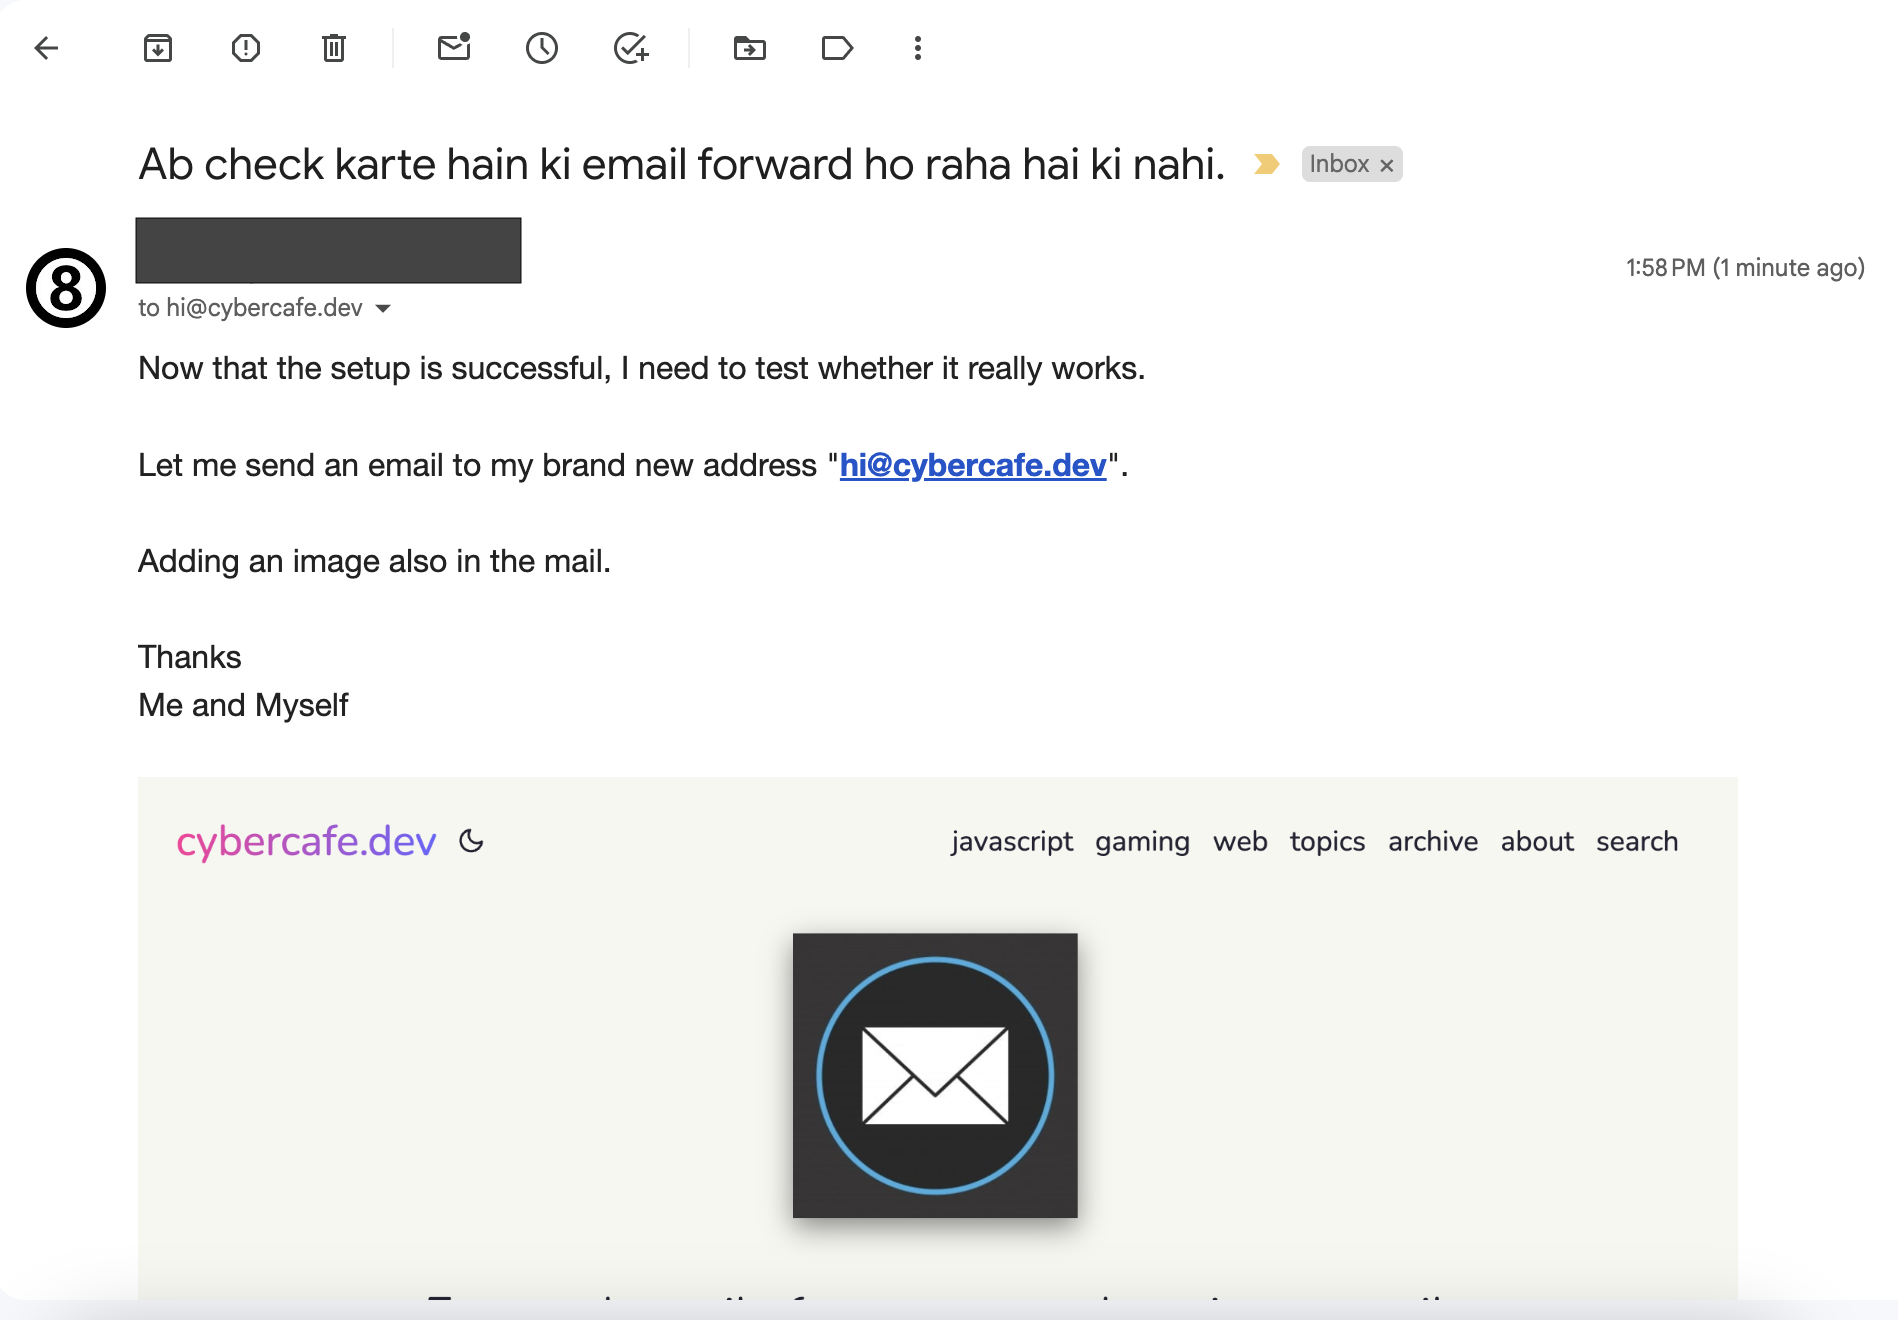 Ab check karte hain ki email forward ho raha hai ki nahi.
Inbox ×
8
1:58 PM (1 minute ago)
to hi@cybercafe.dev
Now that the setup is successful, I need to test whether it really works.
Let me send an email to my brand new address "hi@cybercafe.dev".
Adding an image also in the mail.
Thanks
Me and Myself
cybercafe.dev
javascript gaming web topics archive about search